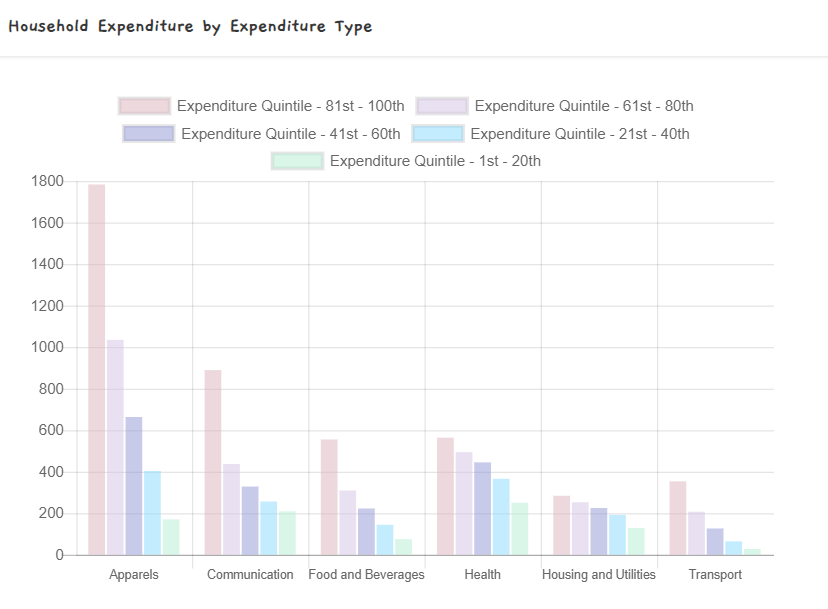 Household Expenditure by Expenditure Type
Expenditure Quintile - 81st - 100th Expenditure Quintile - 61st - 80th
Expenditure Quintile - 41st - 60th Expenditure Quintile - 21st - 40th
Expenditure Quintile - 1st - 20th
1800
1600
1400
1200
1000
800
600
400
200
0
Apparels Communication Food and Beverages Health Housing and Utilities Transport